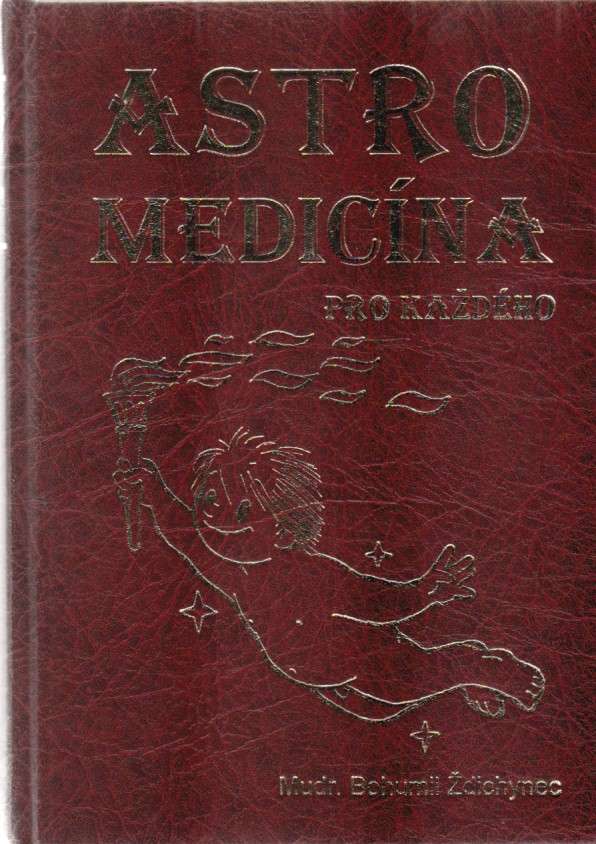 ASTRO
MEDICÍNA
PRO KAŽDÉHO
Mudr. Bohumil Ždichynec